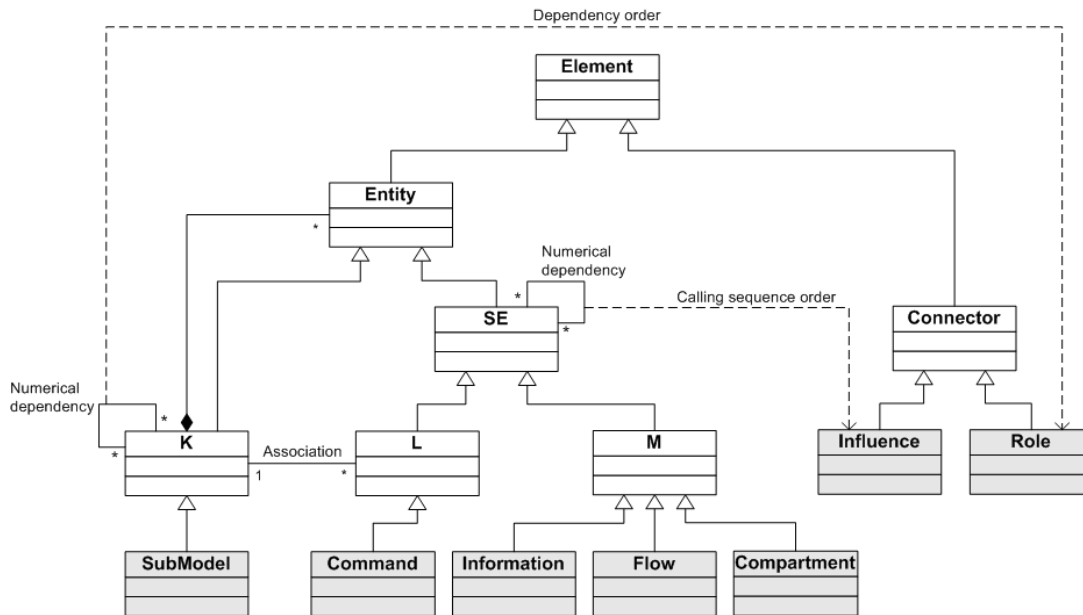 Dependency order
Element
Entity
*
Numerical
dependency
*
SE
*
Calling sequence order
Connector
Numerical
dependency
*
*
K
Association
1
*
L
M
Influence
Role
SubModel
Command
Information
Flow
Compartment